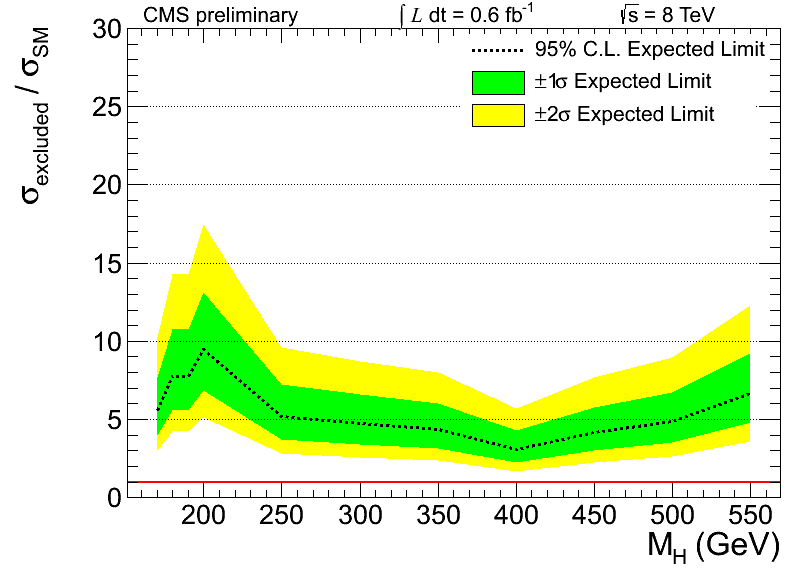 CMS preliminary ∫ L dt = 0.6 fb⁻¹ √s = 8 TeV
95% C.L. Expected Limit
±1σ Expected Limit
±2σ Expected Limit
σexcluded / σSM
30
25
20
15
10
5
0
200 250 300 350 400 450 500 550
MH (GeV)